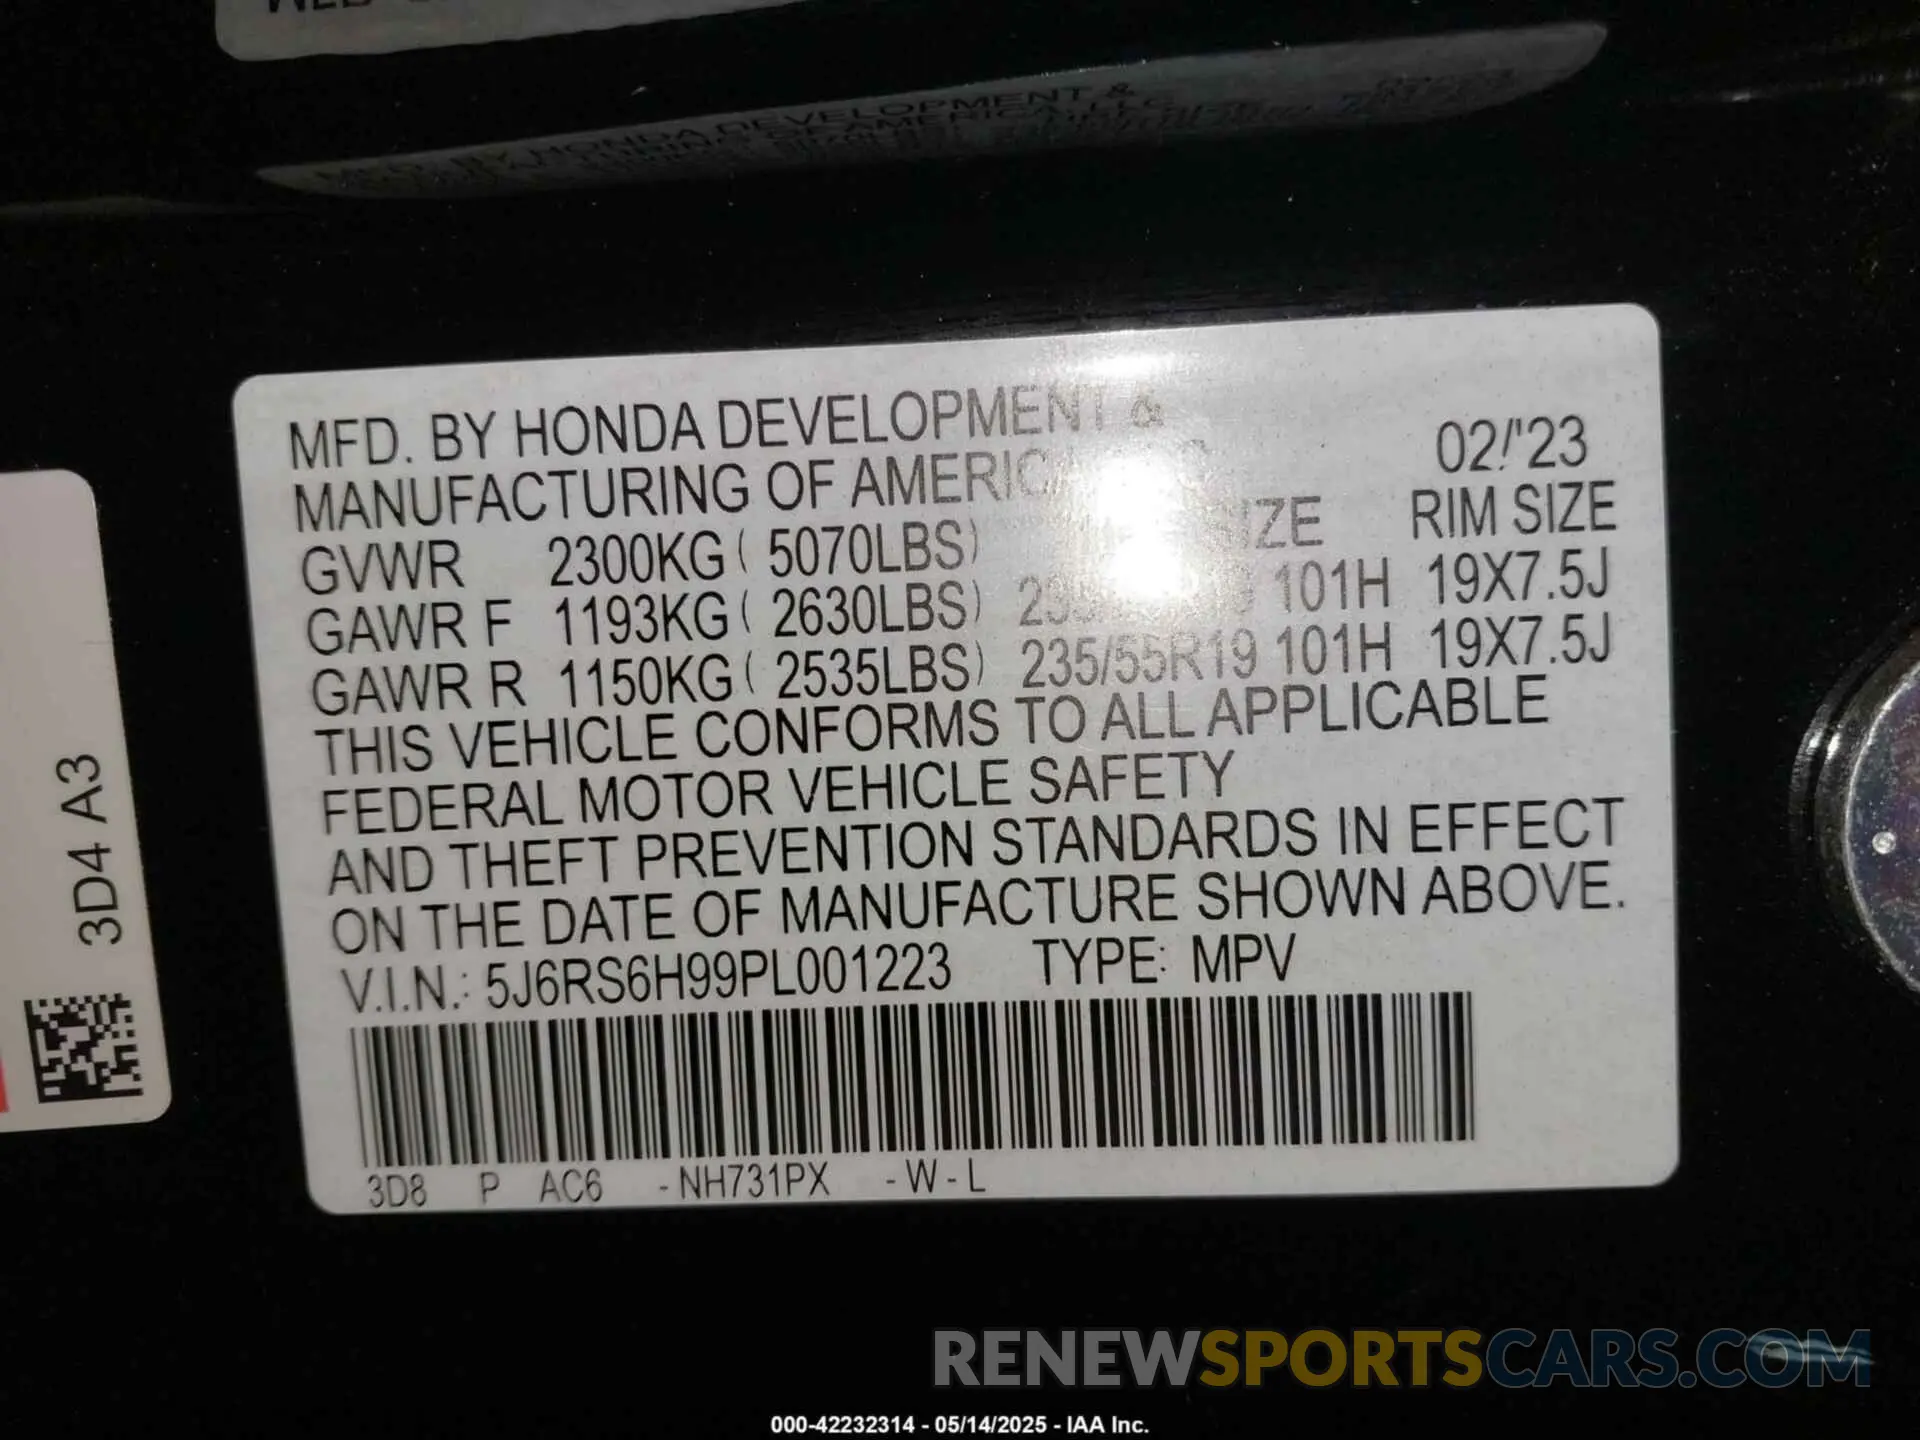 MFD. BY HONDA DEVELOPMENT &
MANUFACTURING OF AMERICA 02/'23
GVWR 2300KG ( 5070LBS) SIZE RIM SIZE
GAWR F 1193KG ( 2630LBS) 101H 19X7.5J
GAWR R 1150KG ( 2535LBS) 235/55R19 101H 19X7.5J
THIS VEHICLE CONFORMS TO ALL APPLICABLE
FEDERAL MOTOR VEHICLE SAFETY
AND THEFT PREVENTION STANDARDS IN EFFECT
ON THE DATE OF MANUFACTURE SHOWN ABOVE.
V.I.N.: 5J6RS6H99PL001223 TYPE: MPV
3D8 P AC6 -NH731PX -W-L
3D4 A3
RENEWSPORTSCARS.COM
000-42232314 - 05/14/2025 - IAA Inc.